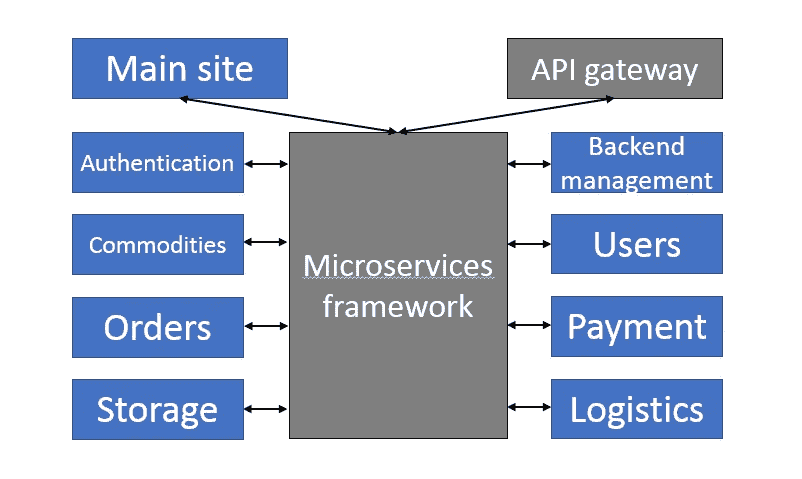 Main site
API gateway
Authentication
Backend
management
Commodities
Users
Microservices
framework
Orders
Payment
Storage
Logistics